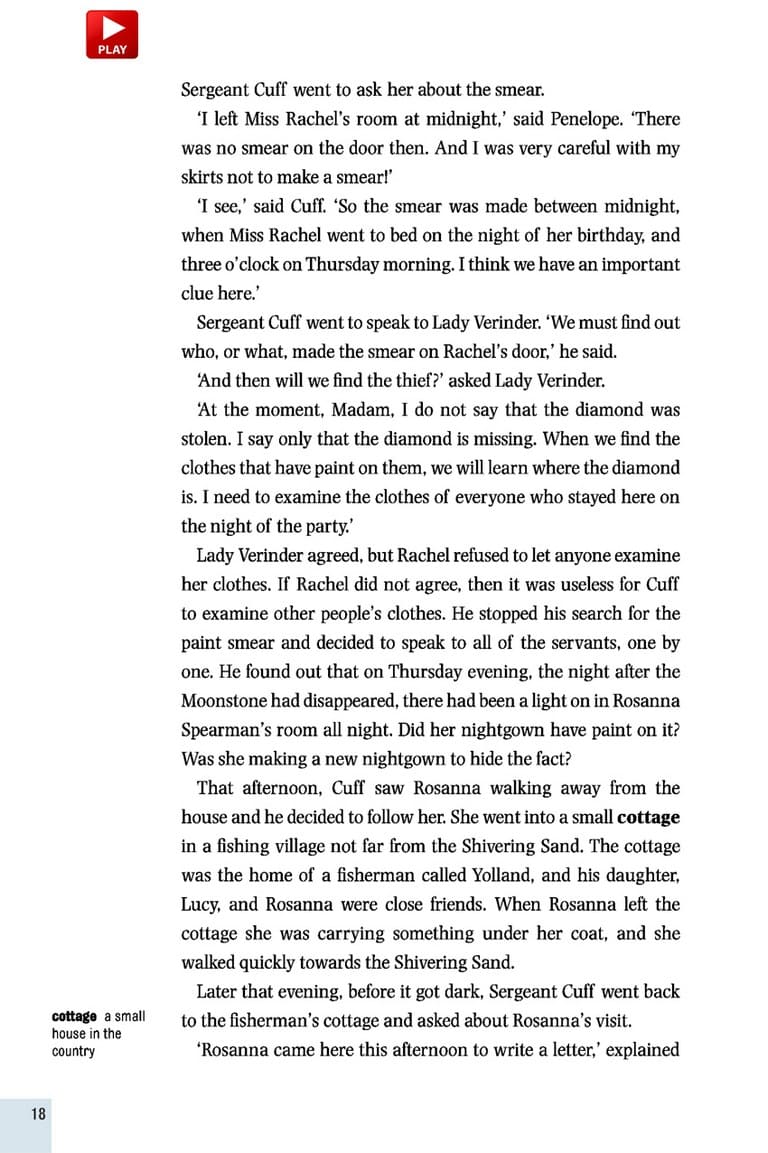 PLAY
Sergeant Cuff went to ask her about the smear.
‘I left Miss Rachel’s room at midnight,’ said Penelope. ‘There
was no smear on the door then. And I was very careful with my
skirts not to make a smear!’
‘I see,’ said Cuff. ‘So the smear was made between midnight,
when Miss Rachel went to bed on the night of her birthday, and
three o’clock on Thursday morning. I think we have an important
clue here.’
Sergeant Cuff went to speak to Lady Verinder. ‘We must find out
who, or what, made the smear on Rachel’s door,’ he said.
‘And then will we find the thief?’ asked Lady Verinder.
‘At the moment, Madam, I do not say that the diamond was
stolen. I say only that the diamond is missing. When we find the
clothes that have paint on them, we will learn where the diamond
is. I need to examine the clothes of everyone who stayed here on
the night of the party.’
Lady Verinder agreed, but Rachel refused to let anyone examine
her clothes. If Rachel did not agree, then it was useless for Cuff
to examine other people’s clothes. He stopped his search for the
paint smear and decided to speak to all of the servants, one by
one. He found out that on Thursday evening, the night after the
Moonstone had disappeared, there had been a light on in Rosanna
Spearman’s room all night. Did her nightgown have paint on it?
Was she making a new nightgown to hide the fact?
That afternoon, Cuff saw Rosanna walking away from the
house and he decided to follow her. She went into a small cottage
in a fishing village not far from the Shivering Sand. The cottage
was the home of a fisherman called Yolland, and his daughter,
Lucy, and Rosanna were close friends. When Rosanna left the
cottage she was carrying something under her coat, and she
walked quickly towards the Shivering Sand.
Later that evening, before it got dark, Sergeant Cuff went back
to the fisherman’s cottage and asked about Rosanna’s visit.
‘Rosanna came here this afternoon to write a letter,’ explained
cottage a small
house in the
country
18